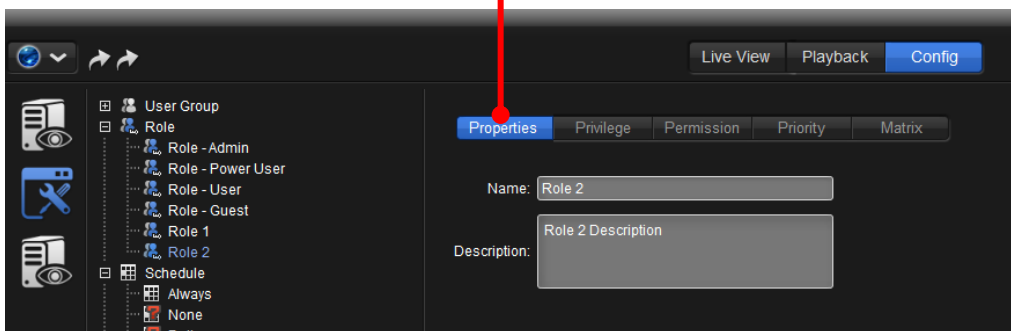 Live View Playback Config
User Group
Role
Role - Admin
Role - Power User
Role - User
Role - Guest
Role 1
Role 2
Schedule
Always
None
Properties Privilege Permission Priority Matrix
Name: Role 2
Description: Role 2 Description